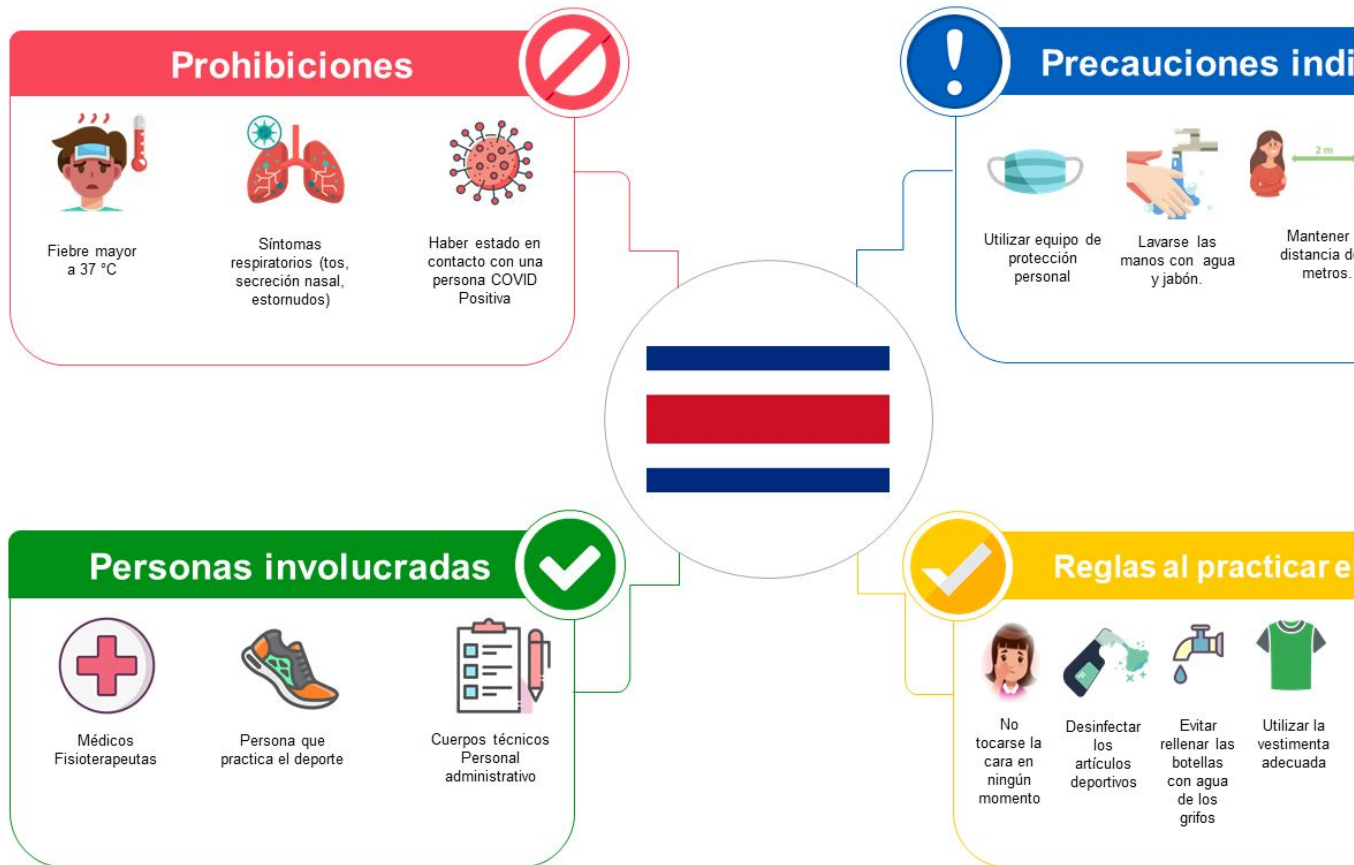 Prohibiciones
Fiebre mayor
a 37 °C
Síntomas
respiratorios (tos,
secreción nasal,
estornudos)
Haber estado en
contacto con una
persona COVID
Positiva
Precauciones indi
2 m
Utilizar equipo de
protección
personal
Lavarse las
manos con agua
y jabón.
Mantener
distancia de
metros.
Personas involucradas
Médicos
Fisioterapeutas
Persona que
practica el deporte
Cuerpos técnicos
Personal
administrativo
Reglas al practicar e
No
tocarse la
cara en
ningún
momento
Desinfectar
los
artículos
deportivos
Evitar
rellenar las
botellas
con agua
de los
grifos
Utilizar la
vestimenta
adecuada